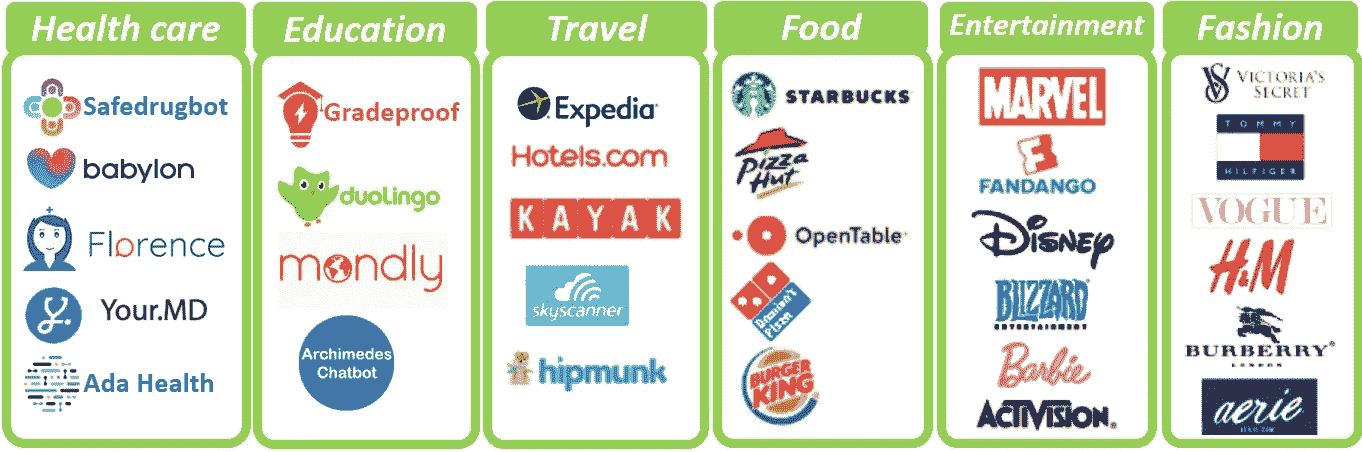 Health care
Safedrugbot
babylon
Florence
Your.MD
Ada Health
Education
Gradeproof
duolingo
mondly
Archimedes
Chatbot
Travel
Expedia
Hotels.com
KAYAK
skyscanner
hipmunk
Food
STARBUCKS
Pizza
Hut
OpenTable
Domino's
Pizza
BURGER
KING
Entertainment
MARVEL
FANDANGO
DISNEY
BLIZZARD
ENTERTAINMENT
Barbie
ACTIVISION
Fashion
VS
VICTORIA'S
SECRET
TOMMY
HILFIGER
VOGUE
H&M
BURBERRY®
LONDON
aerie